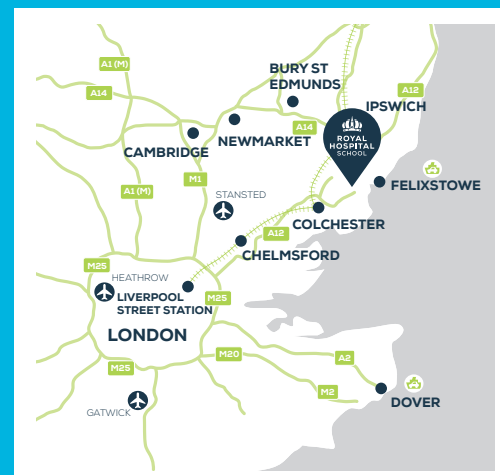 A1 (M)
BURY ST
EDMUNDS
A12
A14
IPSWICH
A14
ROYAL
HOSPITAL
SCHOOL
NEWMARKET
CAMBRIDGE
M1
FELIXSTOWE
A1 (M)
STANSTED
COLCHESTER
A12
CHELMSFORD
M25
HEATHROW
LIVERPOOL
STREET STATION
M25
LONDON
M20
A2
M25
M2
DOVER
GATWICK